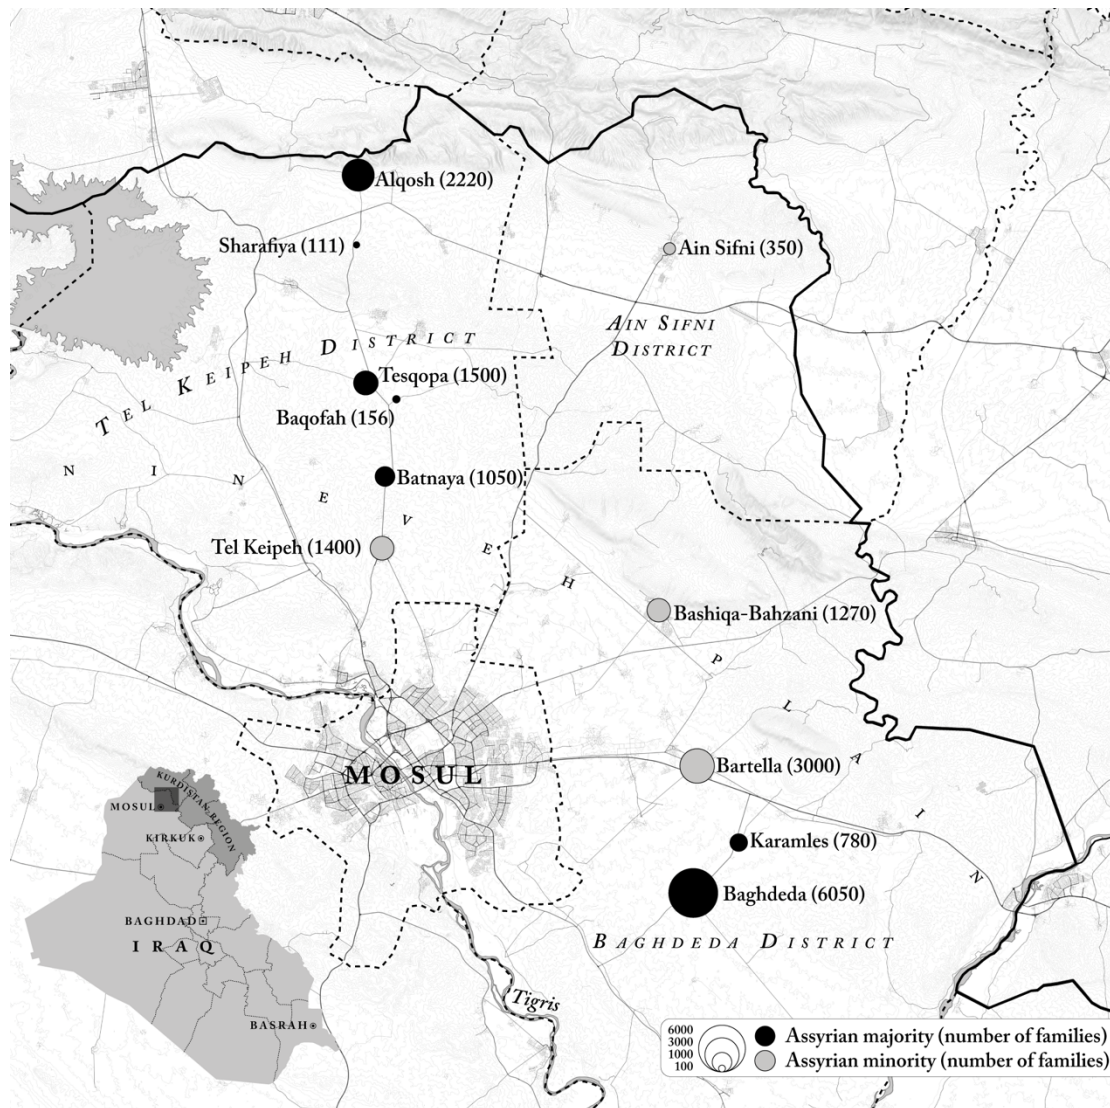 Alqosh (2220)
Sharafiya (111)
Ain Sifni (350)
AIN SIFNI
DISTRICT
TEL KEIPEH DISTRICT
Tesqopa (1500)
Baqofah (156)
Batnaya (1050)
NINEVEH PLAIN
Tel Keipeh (1400)
Bashiqa-Bahzani (1270)
MOSUL
Bartella (3000)
Karamles (780)
Baghdeda (6050)
BAGHDEDA DISTRICT
Tigris
KURDISTAN REGION
MOSUL
KIRKUK
BAGHDAD
IRAQ
BASRAH
6000
3000
1000
100
Assyrian majority (number of families)
Assyrian minority (number of families)